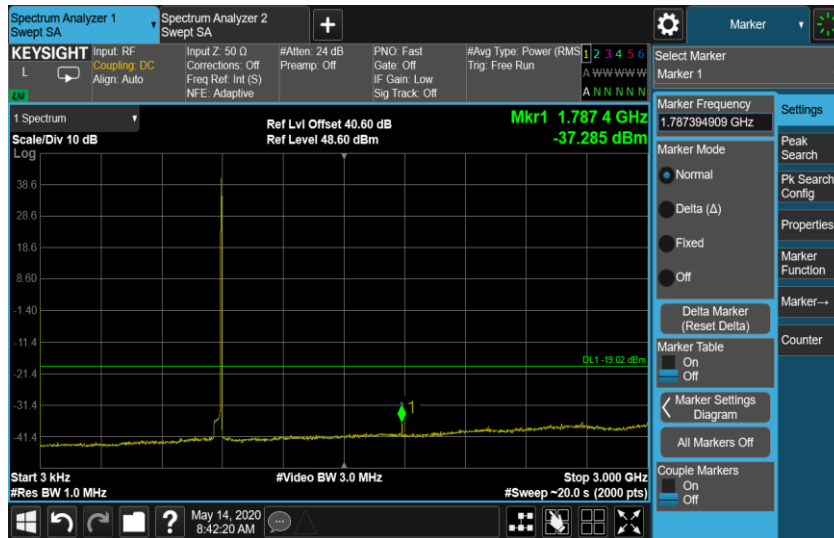 Spectrum Analyzer 1
Swept SA
Spectrum Analyzer 2
Swept SA
+
Marker
KEYSIGHT
L
LXI
Input: RF
Coupling: DC
Align: Auto
Input Z: 50 Ω
Corrections: Off
Freq Ref: Int (S)
NFE: Adaptive
#Atten: 24 dB
Preamp: Off
PNO: Fast
Gate: Off
IF Gain: Low
Sig Track: Off
#Avg Type: Power (RMS
Trig: Free Run
1 2 3 4 5 6
A W W W W W
A N N N N N
Select Marker
Marker 1
1 Spectrum
Scale/Div 10 dB
Log
Ref Lvl Offset 40.60 dB
Ref Level 48.60 dBm
Mkr1 1.787 4 GHz
-37.285 dBm
38.6
28.6
18.6
8.60
-1.40
-11.4
-21.4
-31.4
-41.4
DL1 -19.02 dBm
1
Start 3 kHz
#Res BW 1.0 MHz
#Video BW 3.0 MHz
Stop 3.000 GHz
#Sweep ~20.0 s (2000 pts)
Marker Frequency
1.787394909 GHz
Marker Mode
Normal
Delta (Δ)
Fixed
Off
Delta Marker
(Reset Delta)
Marker Table
On
Off
Marker Settings
Diagram
All Markers Off
Couple Markers
On
Off
Settings
Peak
Search
Pk Search
Config
Properties
Marker
Function
Marker→
Counter
?
May 14, 2020
8:42:20 AM